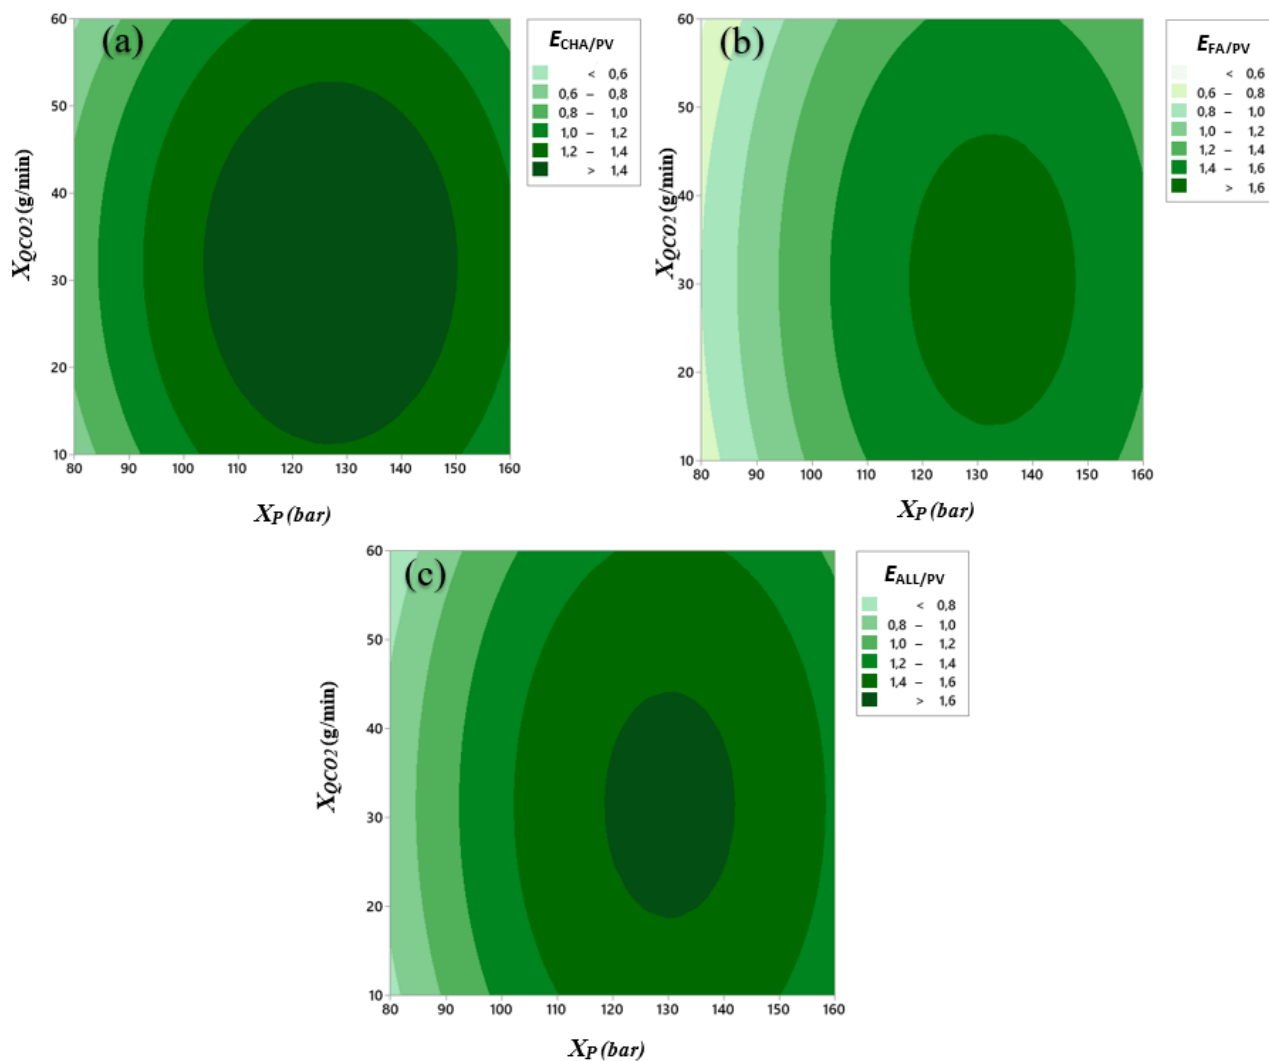 (a)
E CHA/PV
< 0,6
0,6 – 0,8
0,8 – 1,0
1,0 – 1,2
1,2 – 1,4
> 1,4
60
50
40
30
20
10
80 90 100 110 120 130 140 150 160
X_QCO2 (g/min)
X_P (bar)
(b)
E FA/PV
< 0,6
0,6 – 0,8
0,8 – 1,0
1,0 – 1,2
1,2 – 1,4
1,4 – 1,6
> 1,6
60
50
40
30
20
10
80 90 100 110 120 130 140 150 160
X_QCO2 (g/min)
X_P (bar)
(c)
E ALL/PV
< 0,8
0,8 – 1,0
1,0 – 1,2
1,2 – 1,4
1,4 – 1,6
> 1,6
60
50
40
30
20
10
80 90 100 110 120 130 140 150 160
X_QCO2 (g/min)
X_P (bar)